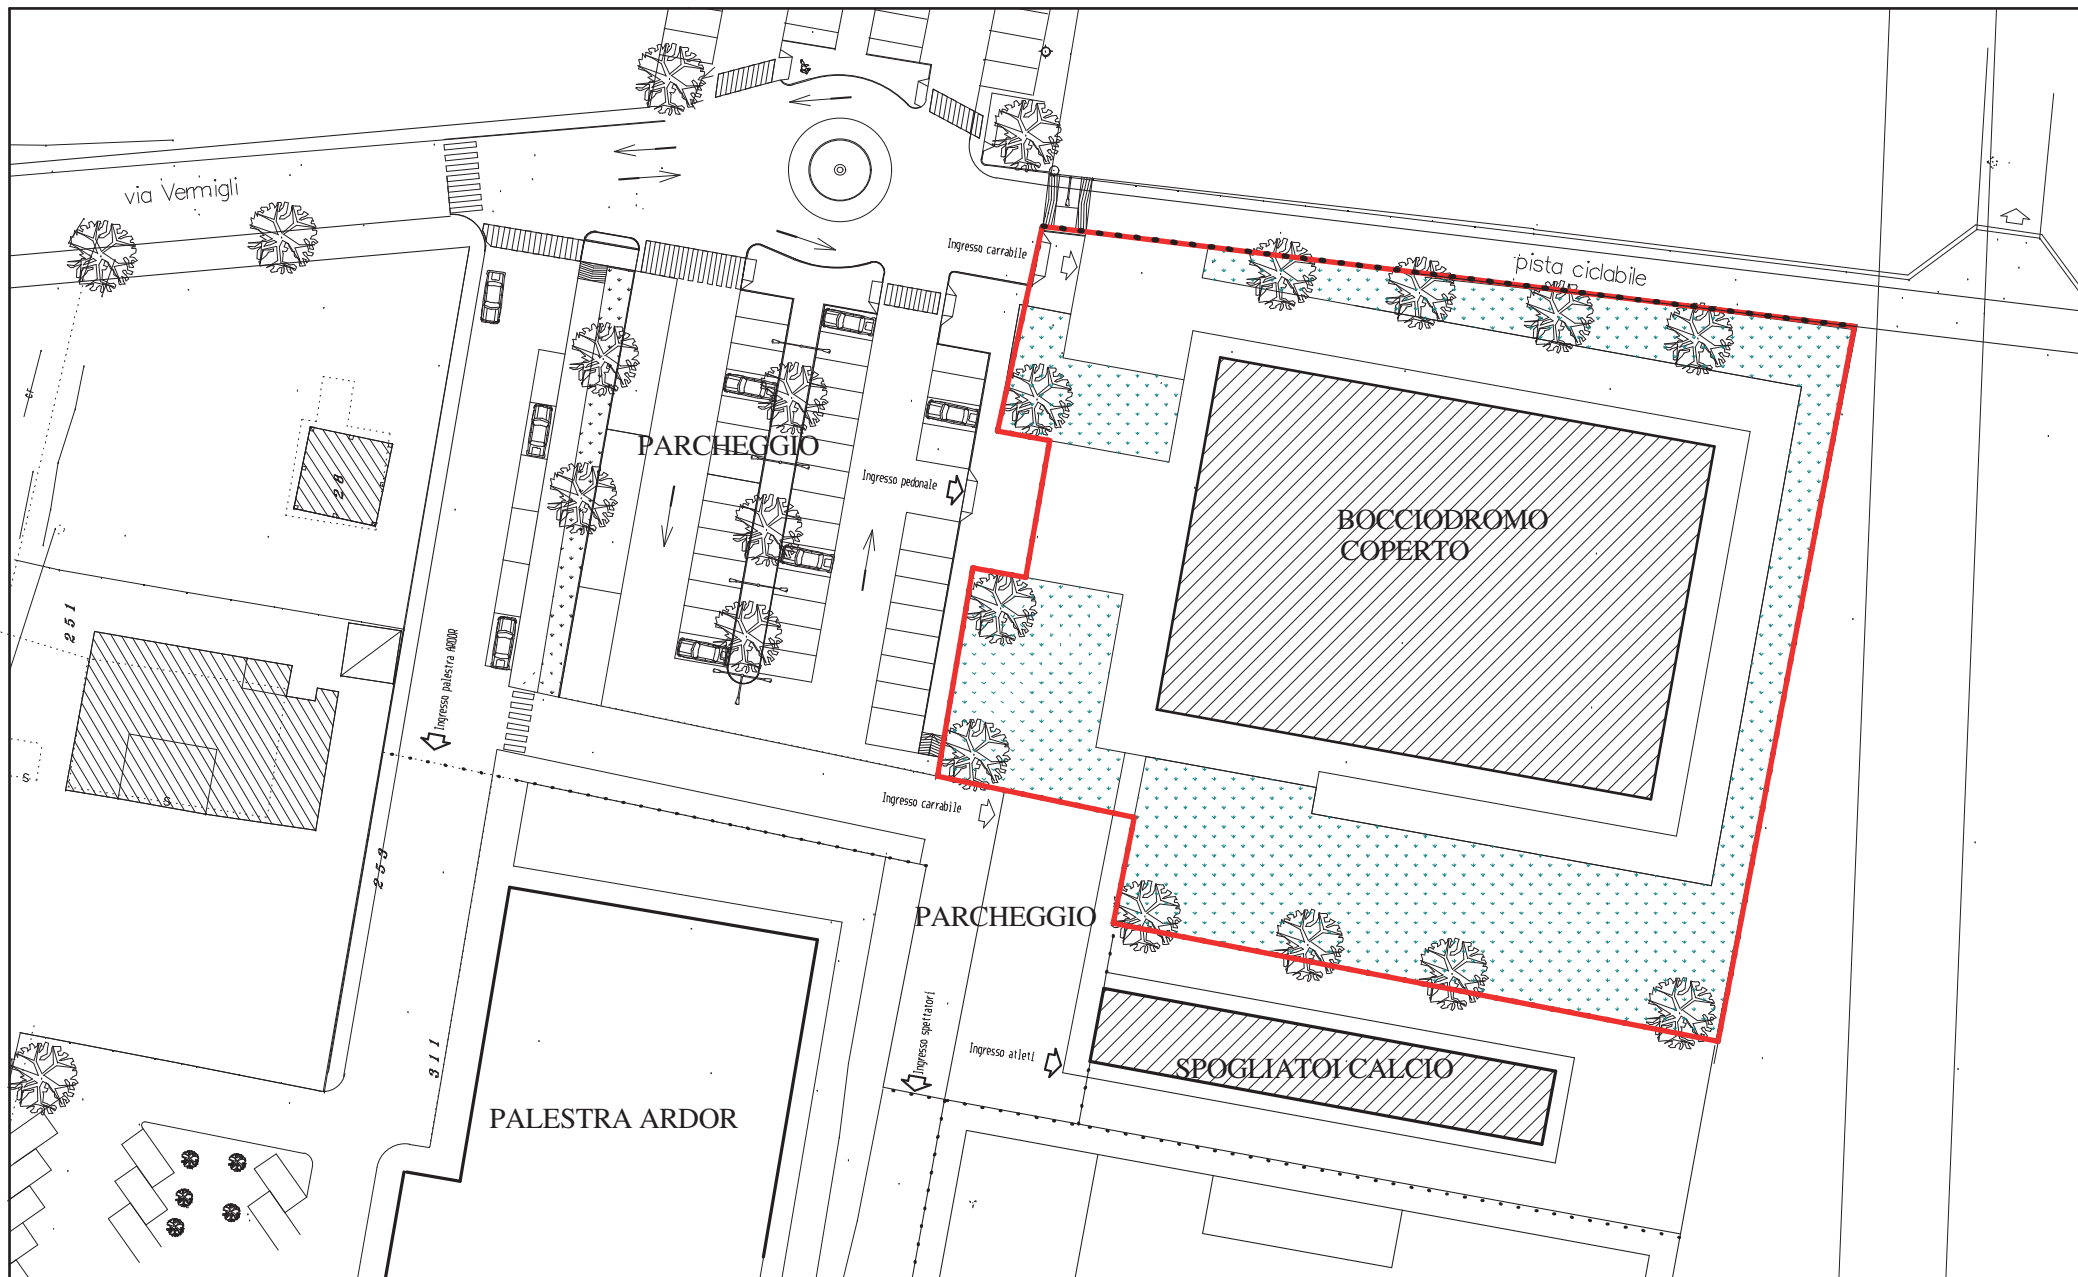 via Vermigli
Ingresso carrabile
pista ciclabile
cr
28
PARCHEGGIO
Ingresso pedonale
BOCCIODROMO
COPERTO
251
Ingresso palestra ARDOR
S
S
253
Ingresso carrabile
PARCHEGGIO
311
Ingresso spettatori
Ingresso atleti
SPOGLIATOI CALCIO
PALESTRA ARDOR